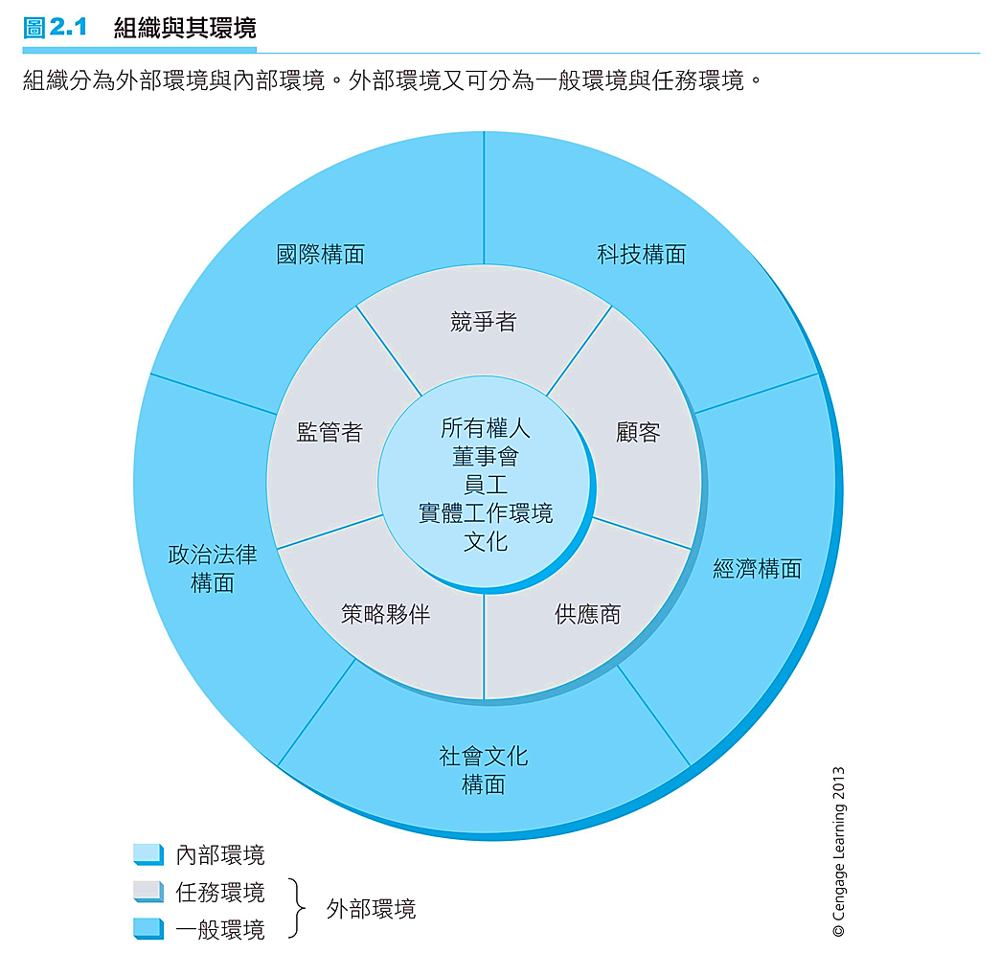 圖2.1 組織與其環境
組織分為外部環境與內部環境。外部環境又可分為一般環境與任務環境。
國際構面
科技構面
競爭者
監管者
顧客
所有權人
董事會
員工
實體工作環境
文化
政治法律
構面
經濟構面
策略夥伴
供應商
社會文化
構面
內部環境
任務環境
一般環境
外部環境
© Cengage Learning 2013